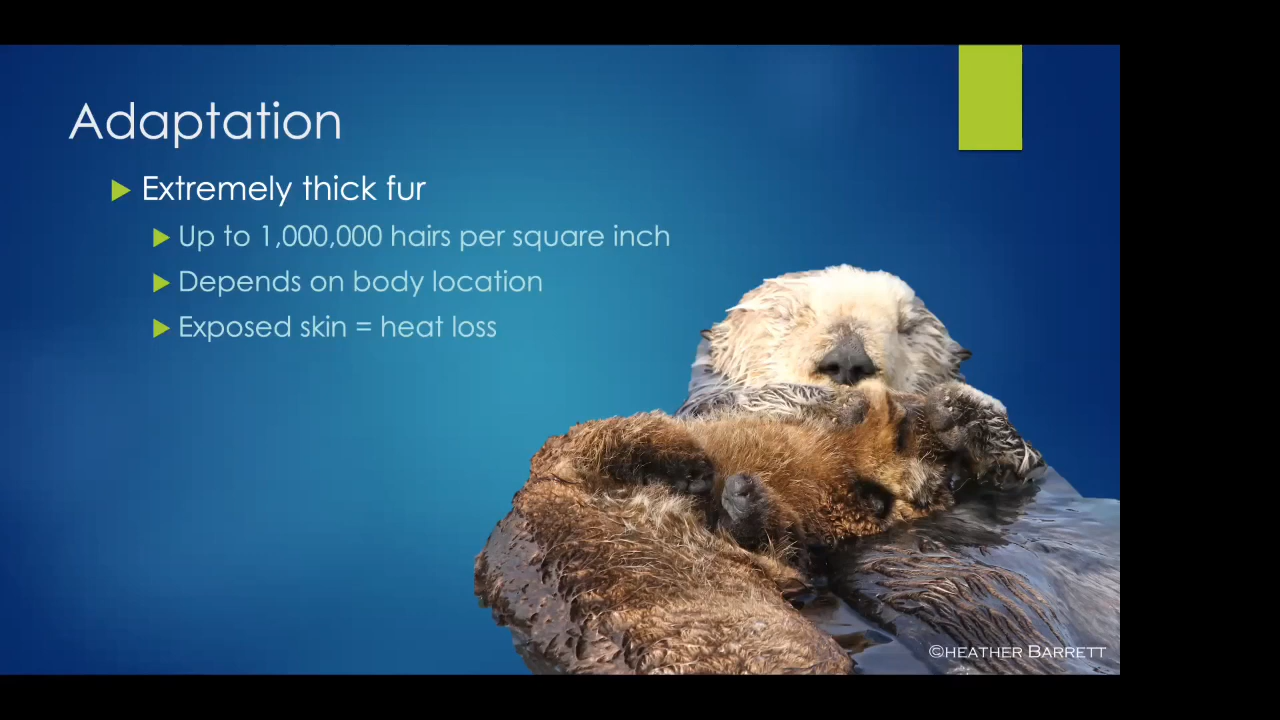 Adaptation
Extremely thick fur
Up to 1,000,000 hairs per square inch
Depends on body location
Exposed skin = heat loss
©HEATHER BARRETT